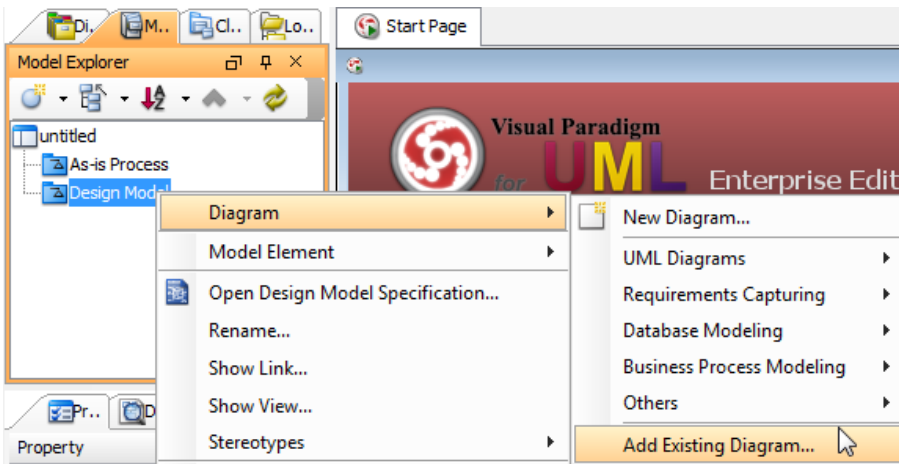 Di.. M.. Cl.. Lo..
Start Page
Model Explorer
untitled
As-is Process
Design Model
Visual Paradigm
for UML Enterprise Edit
Diagram
Model Element
Open Design Model Specification...
Rename...
Show Link...
Show View...
Stereotypes
New Diagram...
UML Diagrams
Requirements Capturing
Database Modeling
Business Process Modeling
Others
Add Existing Diagram...
Pr.. D
Property